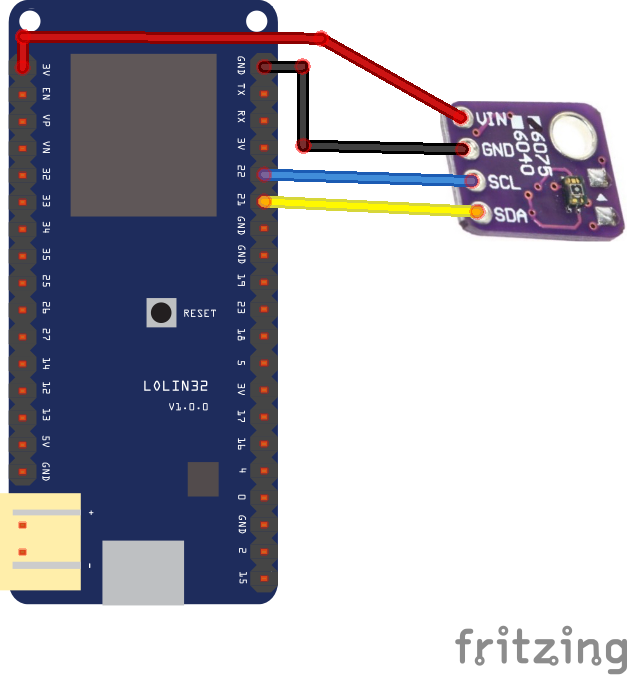 3V
EN
VP
VN
32
33
34
35
25
26
27
14
12
13
5V
GND
GND
TX
RX
3V
22
21
GND
GND
19
23
18
5
3V
17
16
4
0
GND
2
15
RESET
LOLIN32
V1.0.0
+
-
VIN
GND
SCL
SDA
6075
6040
fritzing